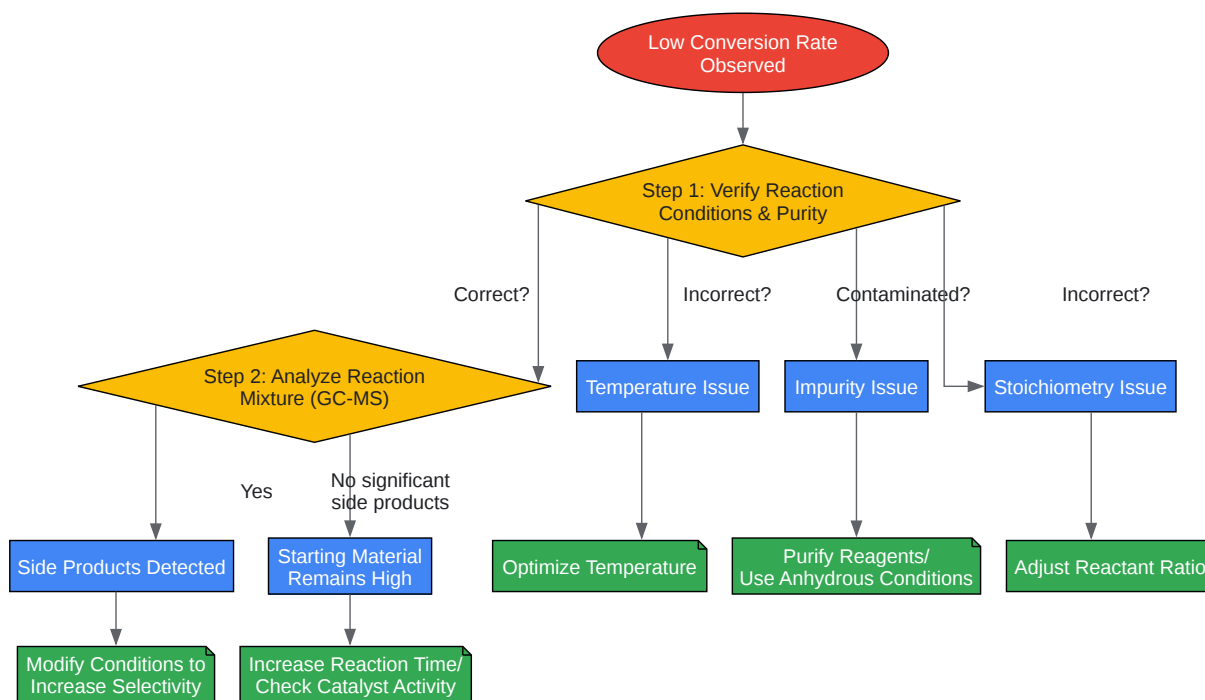 Low Conversion Rate
Observed
Step 1: Verify Reaction
Conditions & Purity
Correct?
Incorrect?
Contaminated?
Incorrect?
Step 2: Analyze Reaction
Mixture (GC-MS)
Temperature Issue
Impurity Issue
Stoichiometry Issue
Yes
No significant
side products
Side Products Detected
Starting Material
Remains High
Optimize Temperature
Purify Reagents/
Use Anhydrous Conditions
Adjust Reactant Ratio
Modify Conditions to
Increase Selectivity
Increase Reaction Time/
Check Catalyst Activity